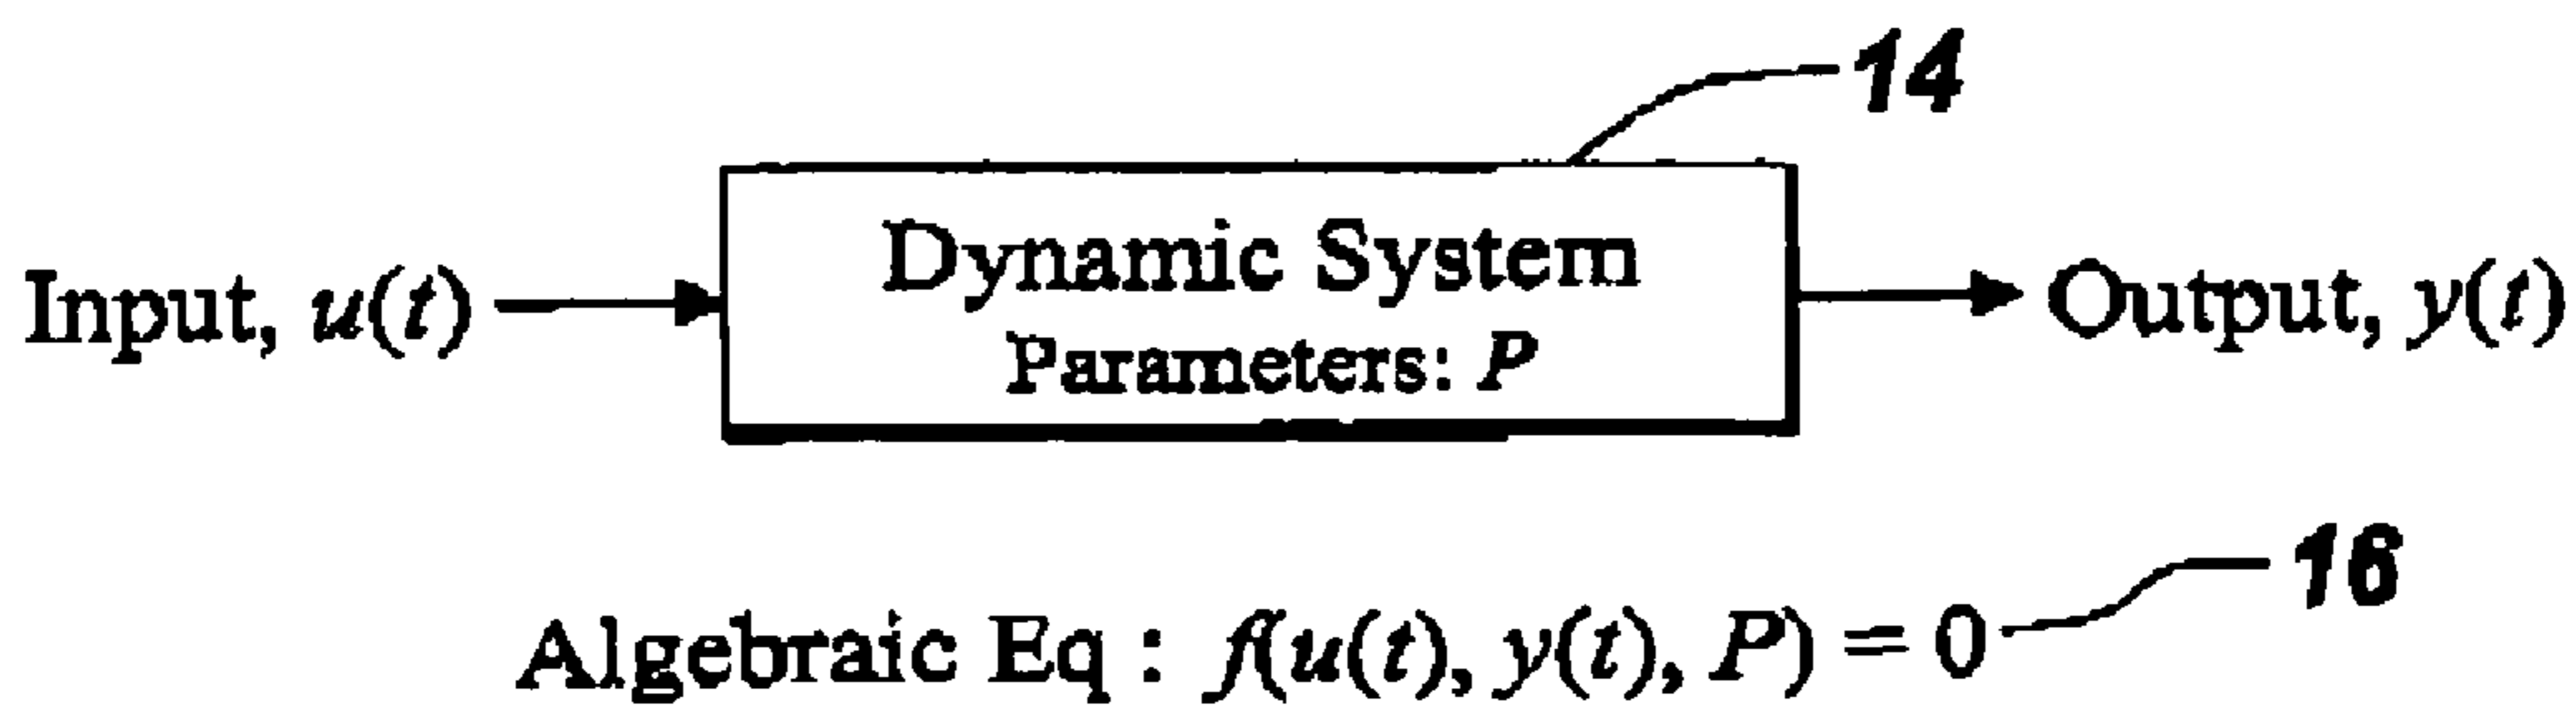 14
Dynamic System
Input, u(t)
Output, y(t)
Parameters: P
16
Algebraic Eq : f(u(t), y(t), P) = 0